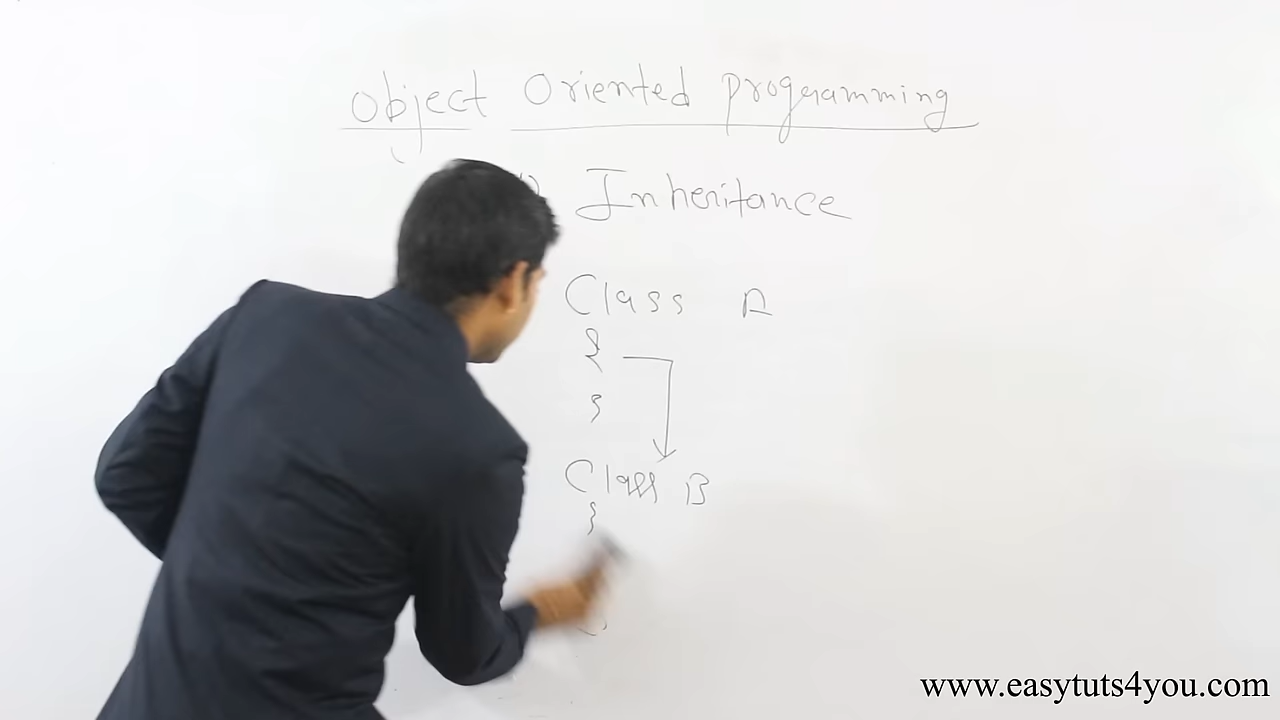 Object Oriented programming
Inheritance
Class A
{
}
Class B
{
www.easytuts4you.com